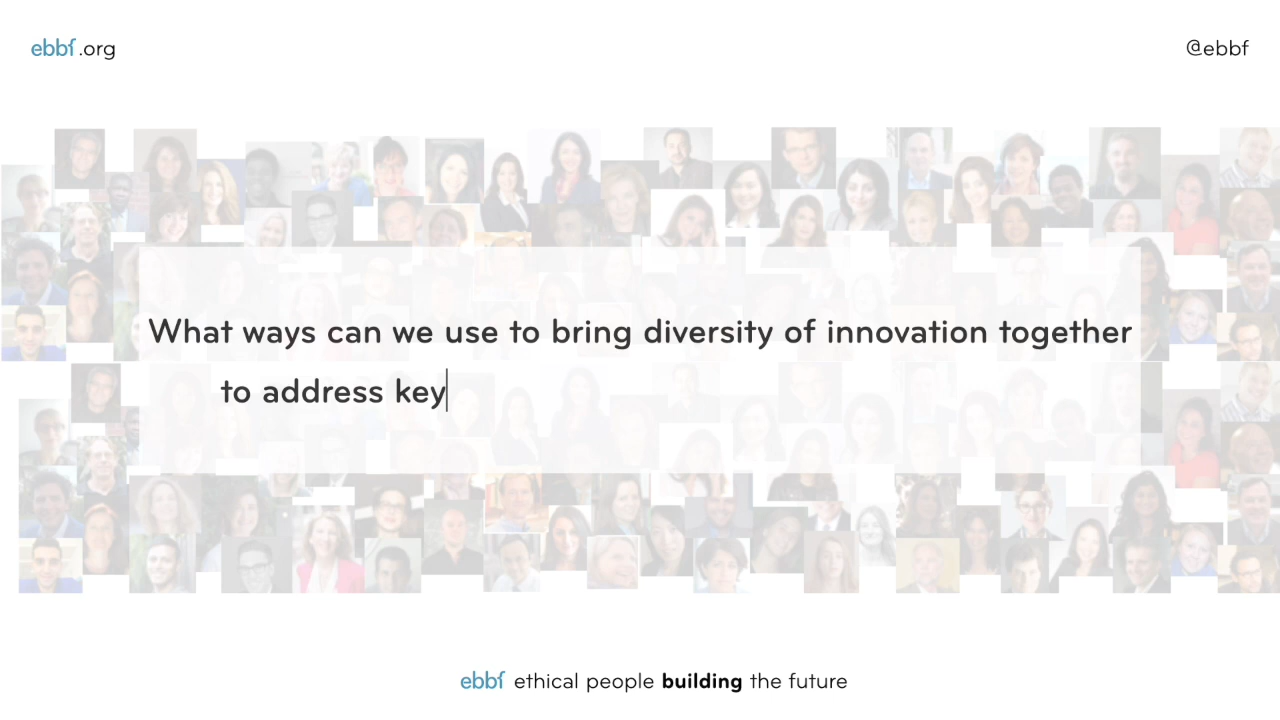 ebbf.org
@ebbf
What ways can we use to bring diversity of innovation together
to address key
ebbf ethical people building the future